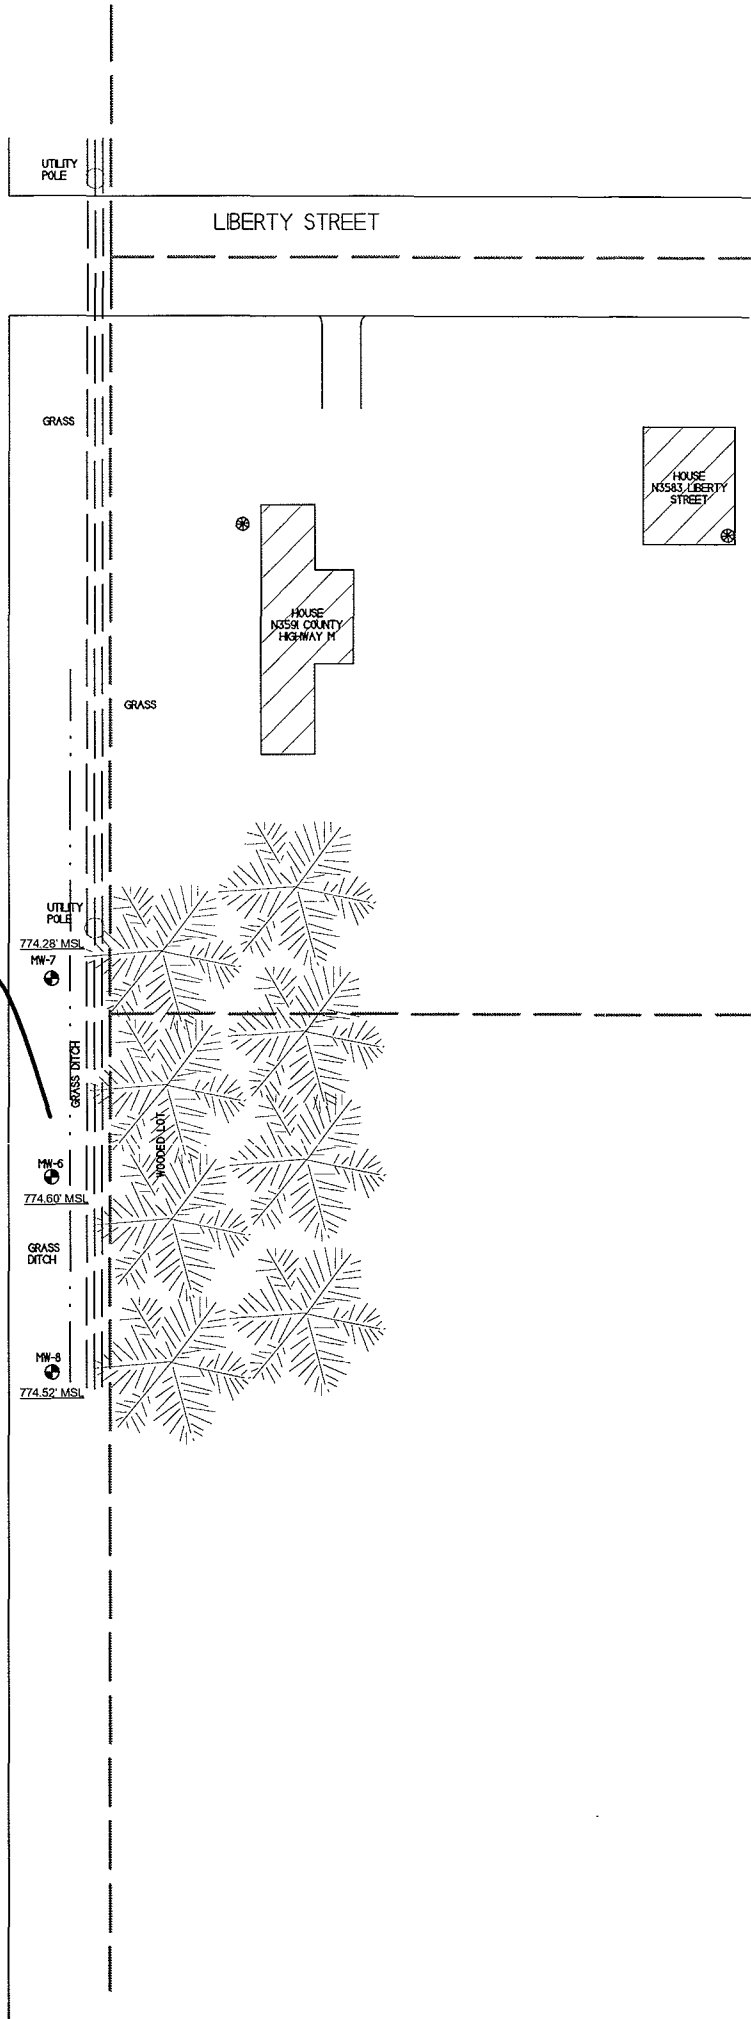 UTILITY
POLE
LIBERTY STREET
GRASS
HOUSE
N3583 LIBERTY
STREET
HOUSE
N3591 COUNTY
HIGHWAY M
GRASS
UTILITY
POLE
774.28' MSL
MW-7
GRASS DITCH
WOODED LOT
MW-6
774.60' MSL
GRASS
DITCH
MW-8
774.52' MSL